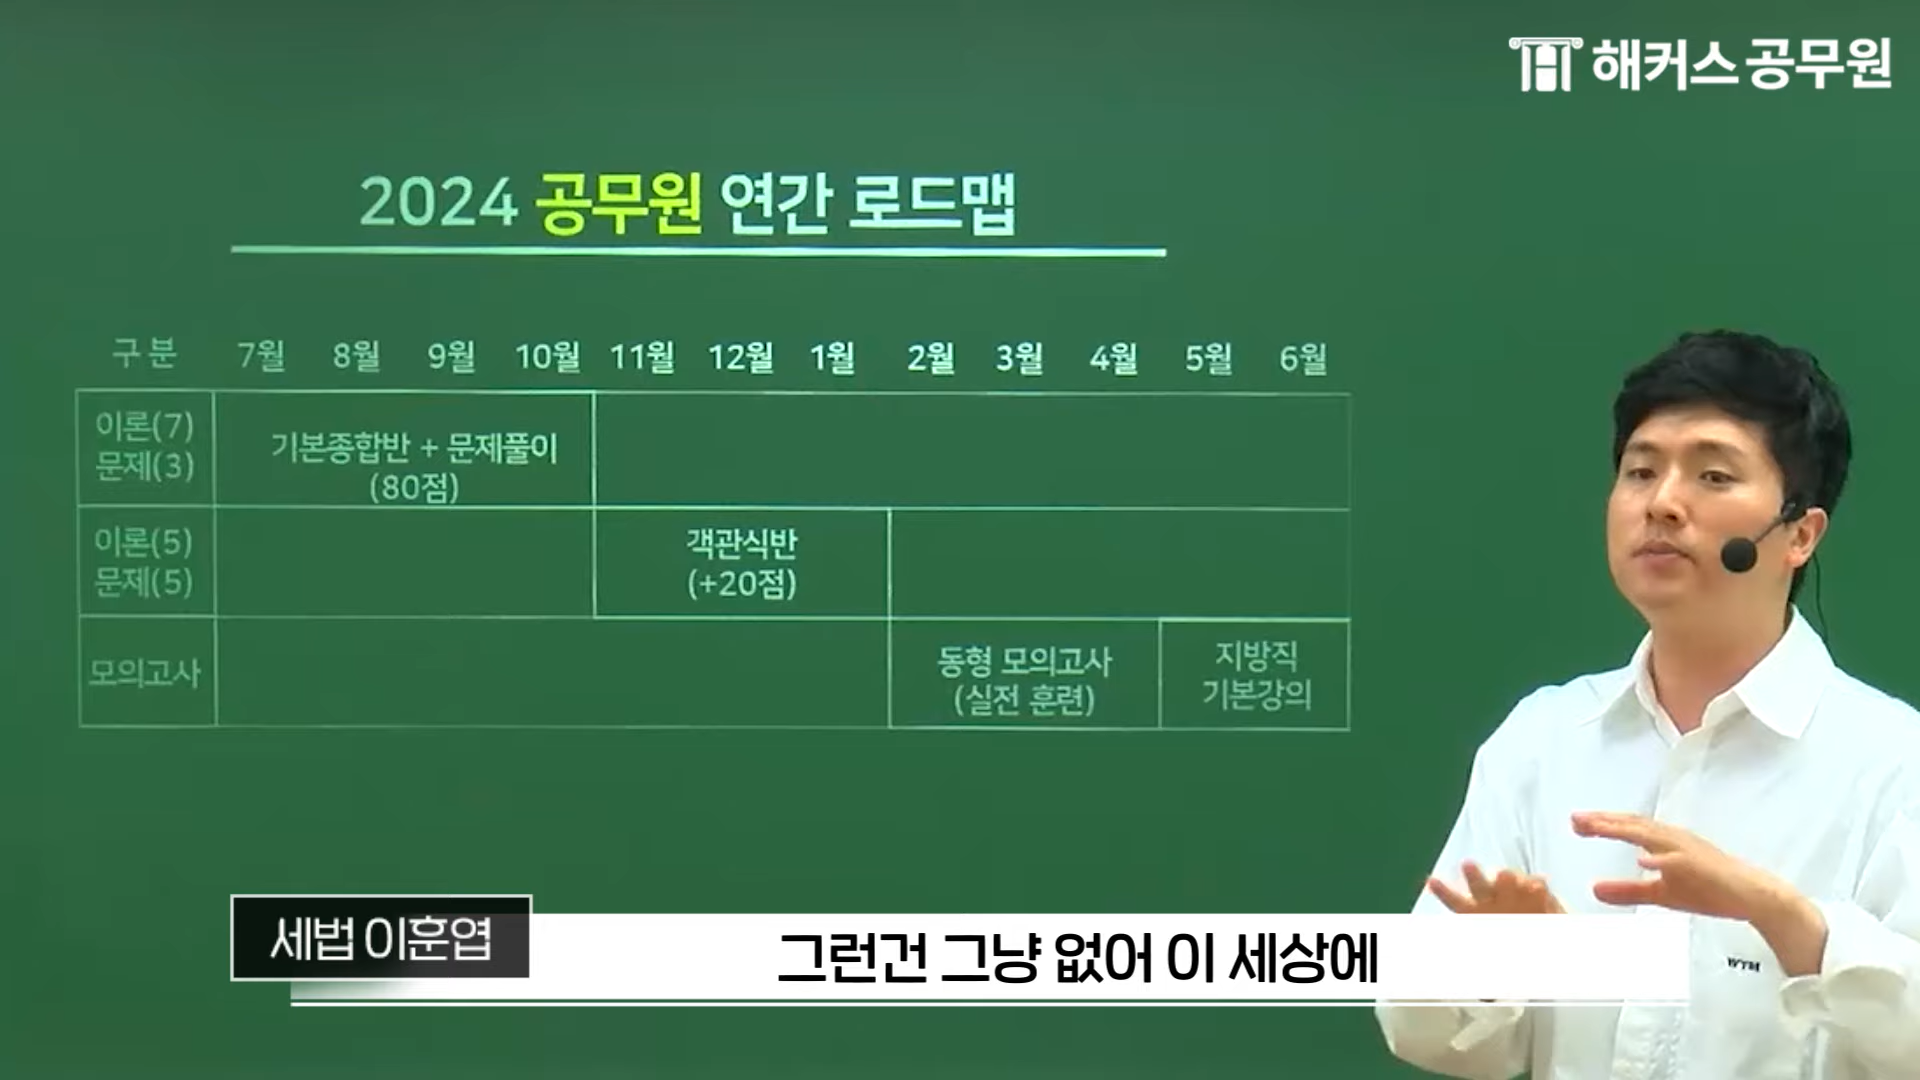 해커스공무원
2024 공무원 연간 로드맵
구분 7월 8월 9월 10월 11월 12월 1월 2월 3월 4월 5월 6월
이론(7)
문제(3)
기본종합반 + 문제풀이
(80점)
이론(5)
문제(5)
객관식반
(+20점)
모의고사
동형 모의고사
(실전 훈련)
지방직
기본강의
세법 이훈엽
그런건 그냥 없어 이 세상에
WYM